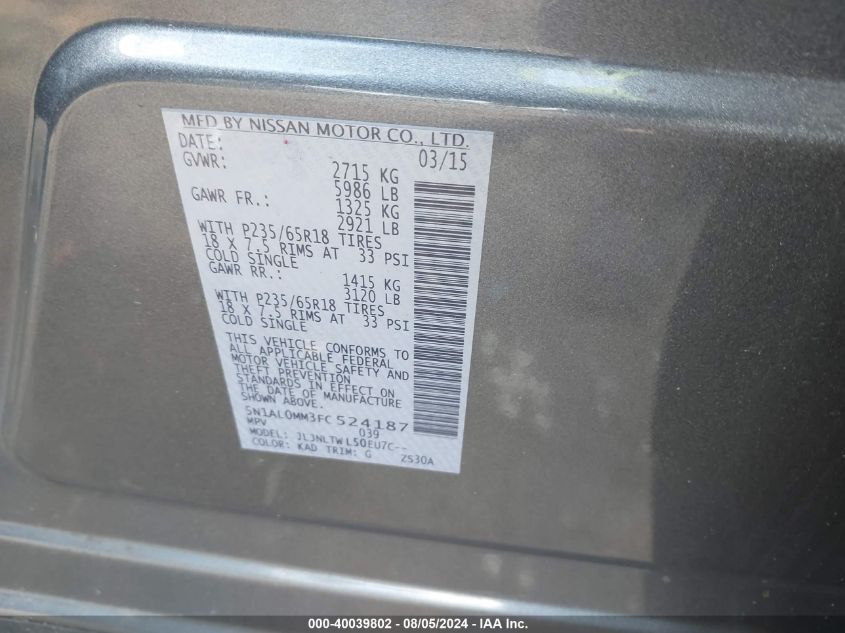 MFD BY NISSAN MOTOR CO., LTD.
DATE: 03/15
GVWR: 2715 KG
5986 LB
GAWR FR.: 1325 KG
2921 LB
WITH P235/65R18 TIRES
18 X 7.5 RIMS AT 33 PSI
COLD SINGLE
GAWR RR.: 1415 KG
3120 LB
WITH P235/65R18 TIRES
18 X 7.5 RIMS AT 33 PSI
COLD SINGLE
THIS VEHICLE CONFORMS TO
ALL APPLICABLE FEDERAL
MOTOR VEHICLE SAFETY AND
THEFT PREVENTION
STANDARDS IN EFFECT ON
THE DATE OF MANUFACTURE
SHOWN ABOVE.
5N1AL0MM3FC524187
MPV 039
MODEL: JLJNLTWL50EU7C--
COLOR: KAD TRIM: G 2S30A
000-40039802 - 08/05/2024 - IAA Inc.